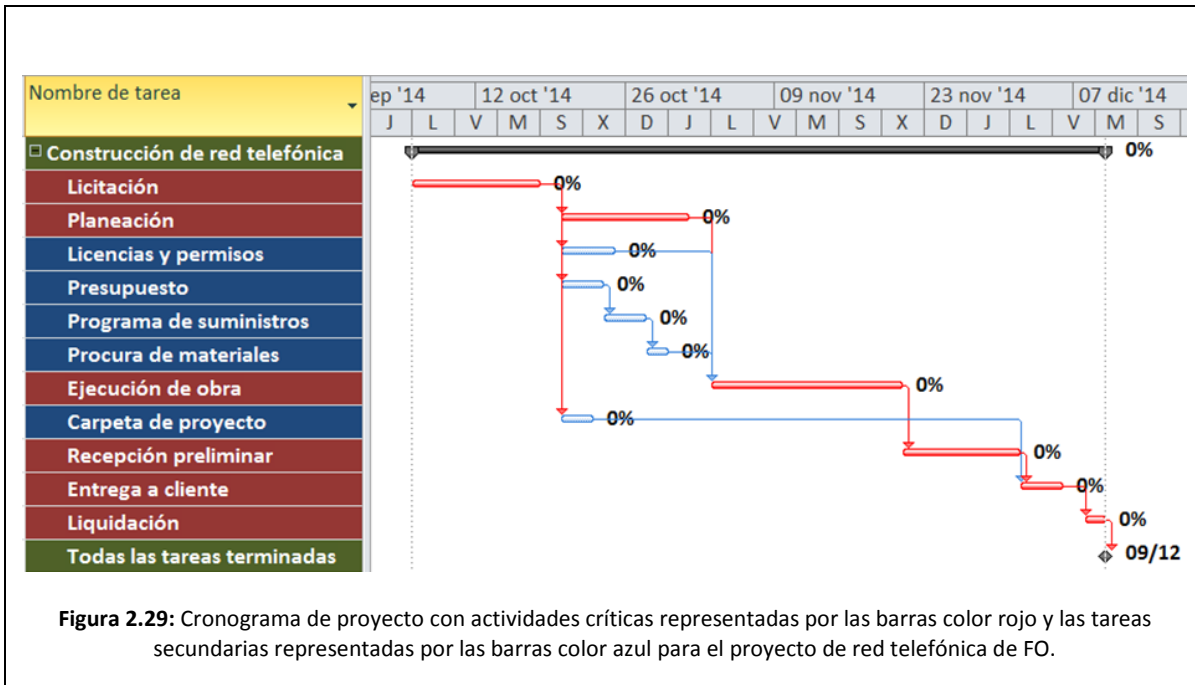 Nombre de tarea
ep '14 12 oct '14 26 oct '14 09 nov '14 23 nov '14 07 dic '14
J L V M S X D J L V M S X D J L V M S
Construcción de red telefónica 0%
Licitación 0%
Planeación 0%
Licencias y permisos 0%
Presupuesto 0%
Programa de suministros 0%
Procura de materiales 0%
Ejecución de obra 0%
Carpeta de proyecto 0%
Recepción preliminar 0%
Entrega a cliente 0%
Liquidación 0%
Todas las tareas terminadas 09/12
Figura 2.29: Cronograma de proyecto con actividades críticas representadas por las barras color rojo y las tareas
secundarias representadas por las barras color azul para el proyecto de red telefónica de FO.